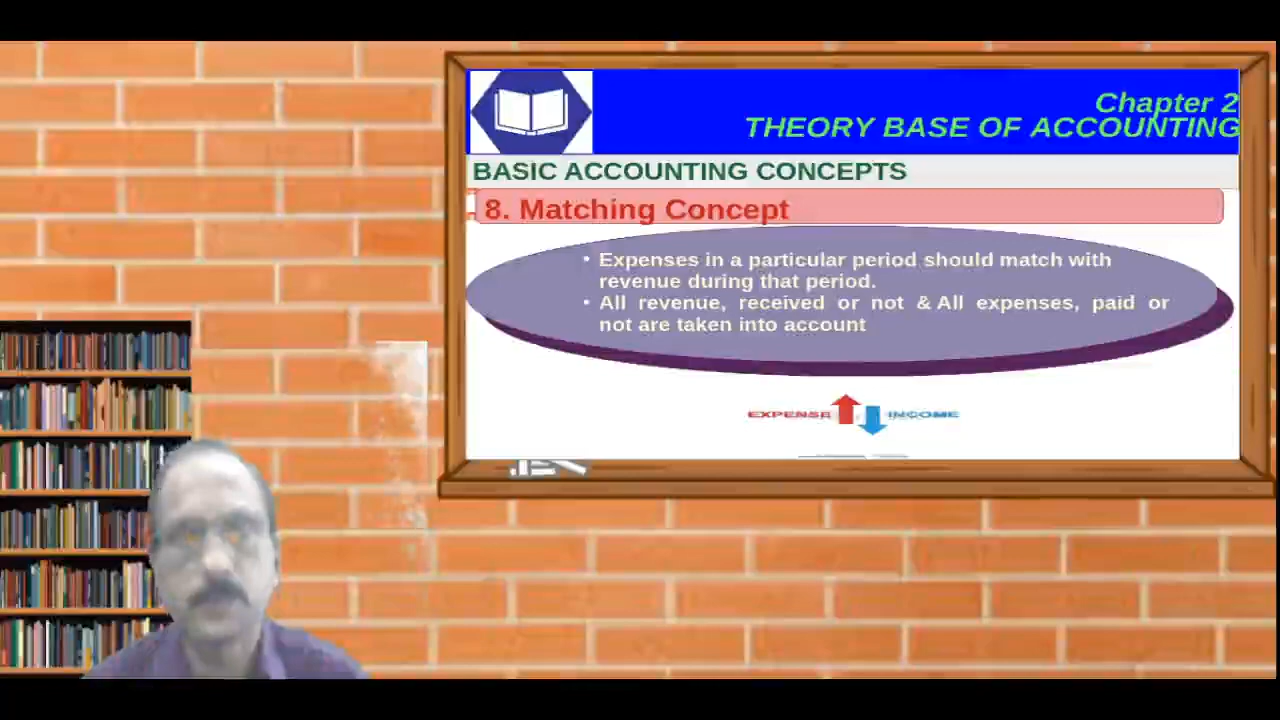 Chapter 2
THEORY BASE OF ACCOUNTING
BASIC ACCOUNTING CONCEPTS
8. Matching Concept
• Expenses in a particular period should match with
revenue during that period.
• All revenue, received or not & All expenses, paid or
not are taken into account
EXPENSE INCOME